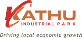 KATHU
INDUSTRIAL PARK
Driving local economic growth